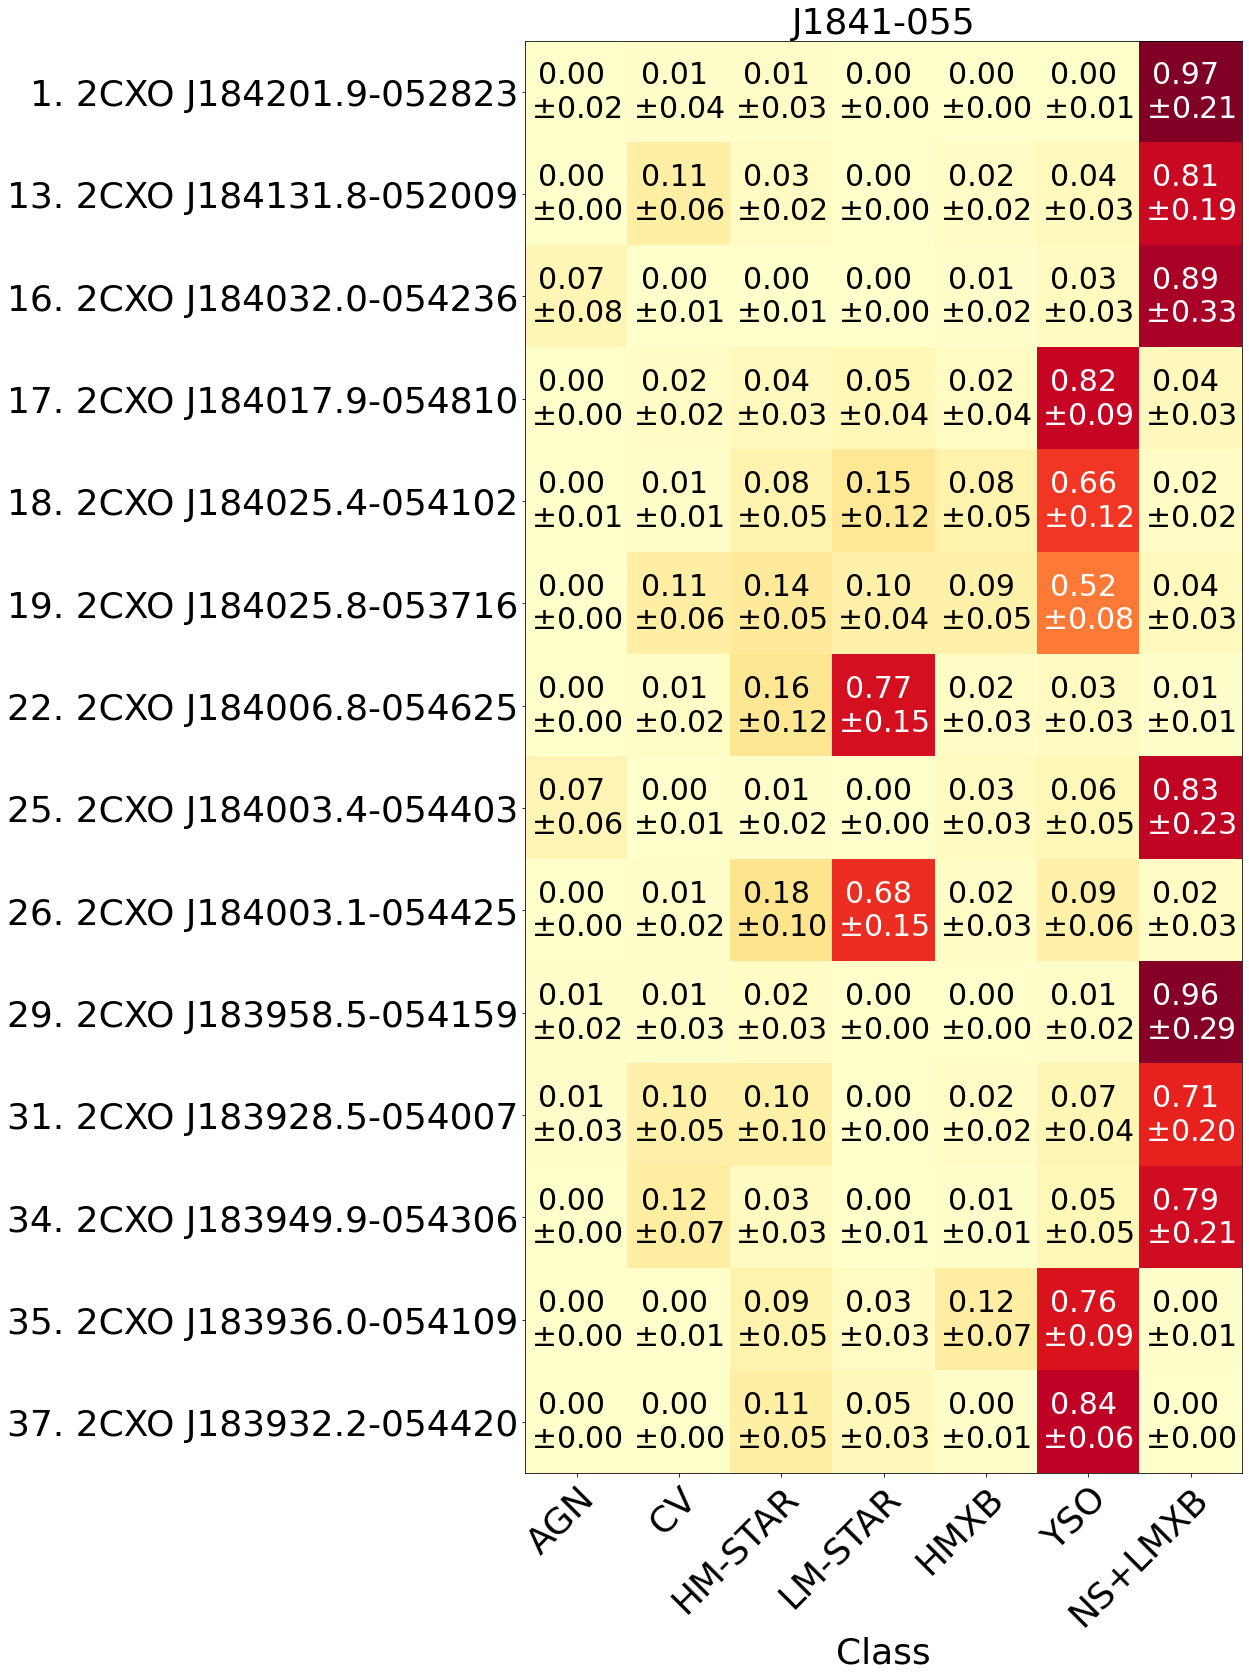 J1841-055
1. 2CXO J184201.9-052823
0.00 0.01 0.01 0.00 0.00 0.00 0.97
±0.02 ±0.04 ±0.03 ±0.00 ±0.00 ±0.01 ±0.21
13. 2CXO J184131.8-052009
0.00 0.11 0.03 0.00 0.02 0.04 0.81
±0.00 ±0.06 ±0.02 ±0.00 ±0.02 ±0.03 ±0.19
16. 2CXO J184032.0-054236
0.07 0.00 0.00 0.00 0.01 0.03 0.89
±0.08 ±0.01 ±0.01 ±0.00 ±0.02 ±0.03 ±0.33
17. 2CXO J184017.9-054810
0.00 0.02 0.04 0.05 0.02 0.82 0.04
±0.00 ±0.02 ±0.03 ±0.04 ±0.04 ±0.09 ±0.03
18. 2CXO J184025.4-054102
0.00 0.01 0.08 0.15 0.08 0.66 0.02
±0.01 ±0.01 ±0.05 ±0.12 ±0.05 ±0.12 ±0.02
19. 2CXO J184025.8-053716
0.00 0.11 0.14 0.10 0.09 0.52 0.04
±0.00 ±0.06 ±0.05 ±0.04 ±0.05 ±0.08 ±0.03
22. 2CXO J184006.8-054625
0.00 0.01 0.16 0.77 0.02 0.03 0.01
±0.00 ±0.02 ±0.12 ±0.15 ±0.03 ±0.03 ±0.01
25. 2CXO J184003.4-054403
0.07 0.00 0.01 0.00 0.03 0.06 0.83
±0.06 ±0.01 ±0.02 ±0.00 ±0.03 ±0.05 ±0.23
26. 2CXO J184003.1-054425
0.00 0.01 0.18 0.68 0.02 0.09 0.02
±0.00 ±0.02 ±0.10 ±0.15 ±0.03 ±0.06 ±0.03
29. 2CXO J183958.5-054159
0.01 0.01 0.02 0.00 0.00 0.01 0.96
±0.02 ±0.03 ±0.03 ±0.00 ±0.00 ±0.02 ±0.29
31. 2CXO J183928.5-054007
0.01 0.10 0.10 0.00 0.02 0.07 0.71
±0.03 ±0.05 ±0.10 ±0.00 ±0.02 ±0.04 ±0.20
34. 2CXO J183949.9-054306
0.00 0.12 0.03 0.00 0.01 0.05 0.79
±0.00 ±0.07 ±0.03 ±0.01 ±0.01 ±0.05 ±0.21
35. 2CXO J183936.0-054109
0.00 0.00 0.09 0.03 0.12 0.76 0.00
±0.00 ±0.01 ±0.05 ±0.03 ±0.07 ±0.09 ±0.01
37. 2CXO J183932.2-054420
0.00 0.00 0.11 0.05 0.00 0.84 0.00
±0.00 ±0.00 ±0.05 ±0.03 ±0.01 ±0.06 ±0.00
AGN CV HM-STAR LM-STAR HMXB YSO NS+LMXB
Class